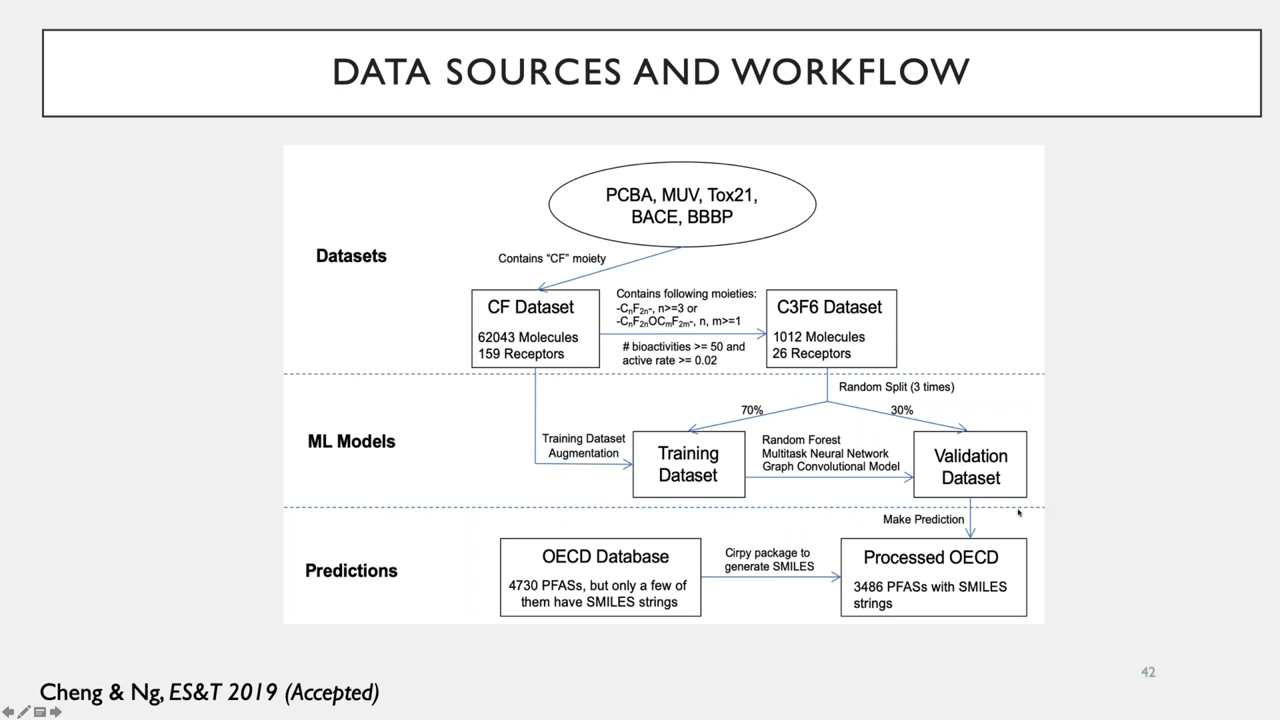 DATA SOURCES AND WORKFLOW
PCBA, MUV, Tox21,
BACE, BBBP
Datasets
Contains "CF" moiety
CF Dataset
62043 Molecules
159 Receptors
Contains following moieties:
-CnF2n-, n>=3 or
-CnF2nOCmF2m-, n, m>=1
# bioactivities >= 50 and
active rate >= 0.02
C3F6 Dataset
1012 Molecules
26 Receptors
Random Split (3 times)
70%
30%
ML Models
Training Dataset
Augmentation
Training
Dataset
Random Forest
Multitask Neural Network
Graph Convolutional Model
Validation
Dataset
Make Prediction
Predictions
OECD Database
4730 PFASs, but only a few of
them have SMILES strings
Cirpy package to
generate SMILES
Processed OECD
3486 PFASs with SMILES
strings
42
Cheng & Ng, ES&T 2019 (Accepted)